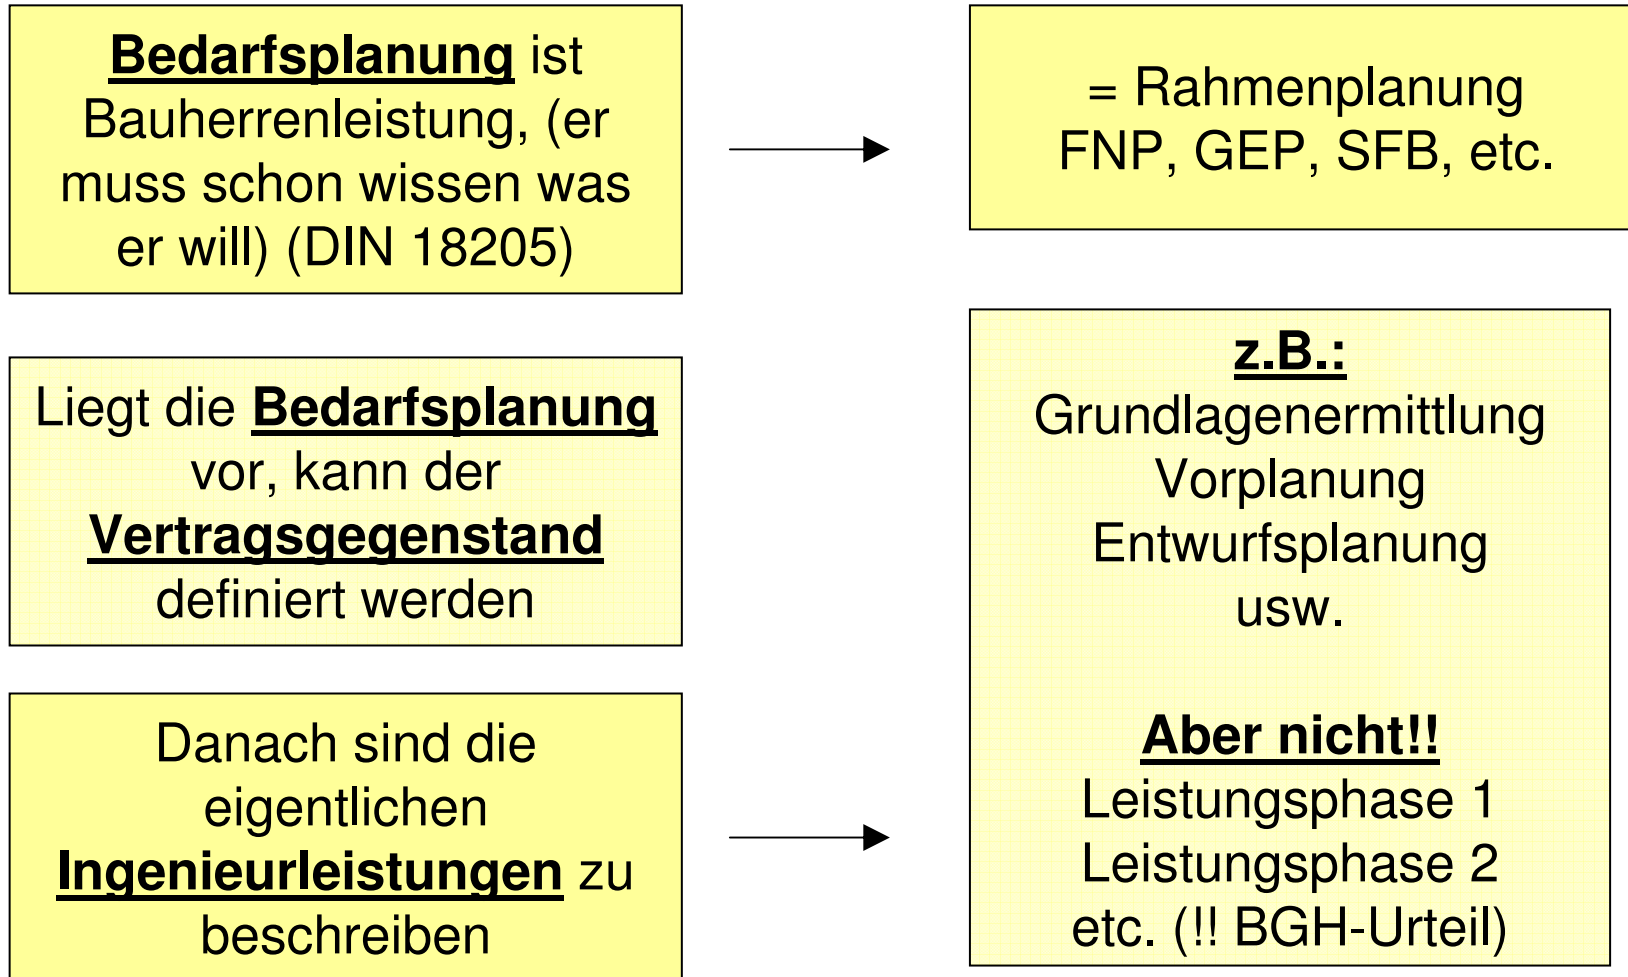 Bedarfsplanung ist
Bauherrenleistung, (er
muss schon wissen was
er will) (DIN 18205)
= Rahmenplanung
FNP, GEP, SFB, etc.
Liegt die Bedarfsplanung
vor, kann der
Vertragsgegenstand
definiert werden
Danach sind die
eigentlichen
Ingenieurleistungen zu
beschreiben
z.B.:
Grundlagenermittlung
Vorplanung
Entwurfsplanung
usw.
Aber nicht!!
Leistungsphase 1
Leistungsphase 2
etc. (!! BGH-Urteil)